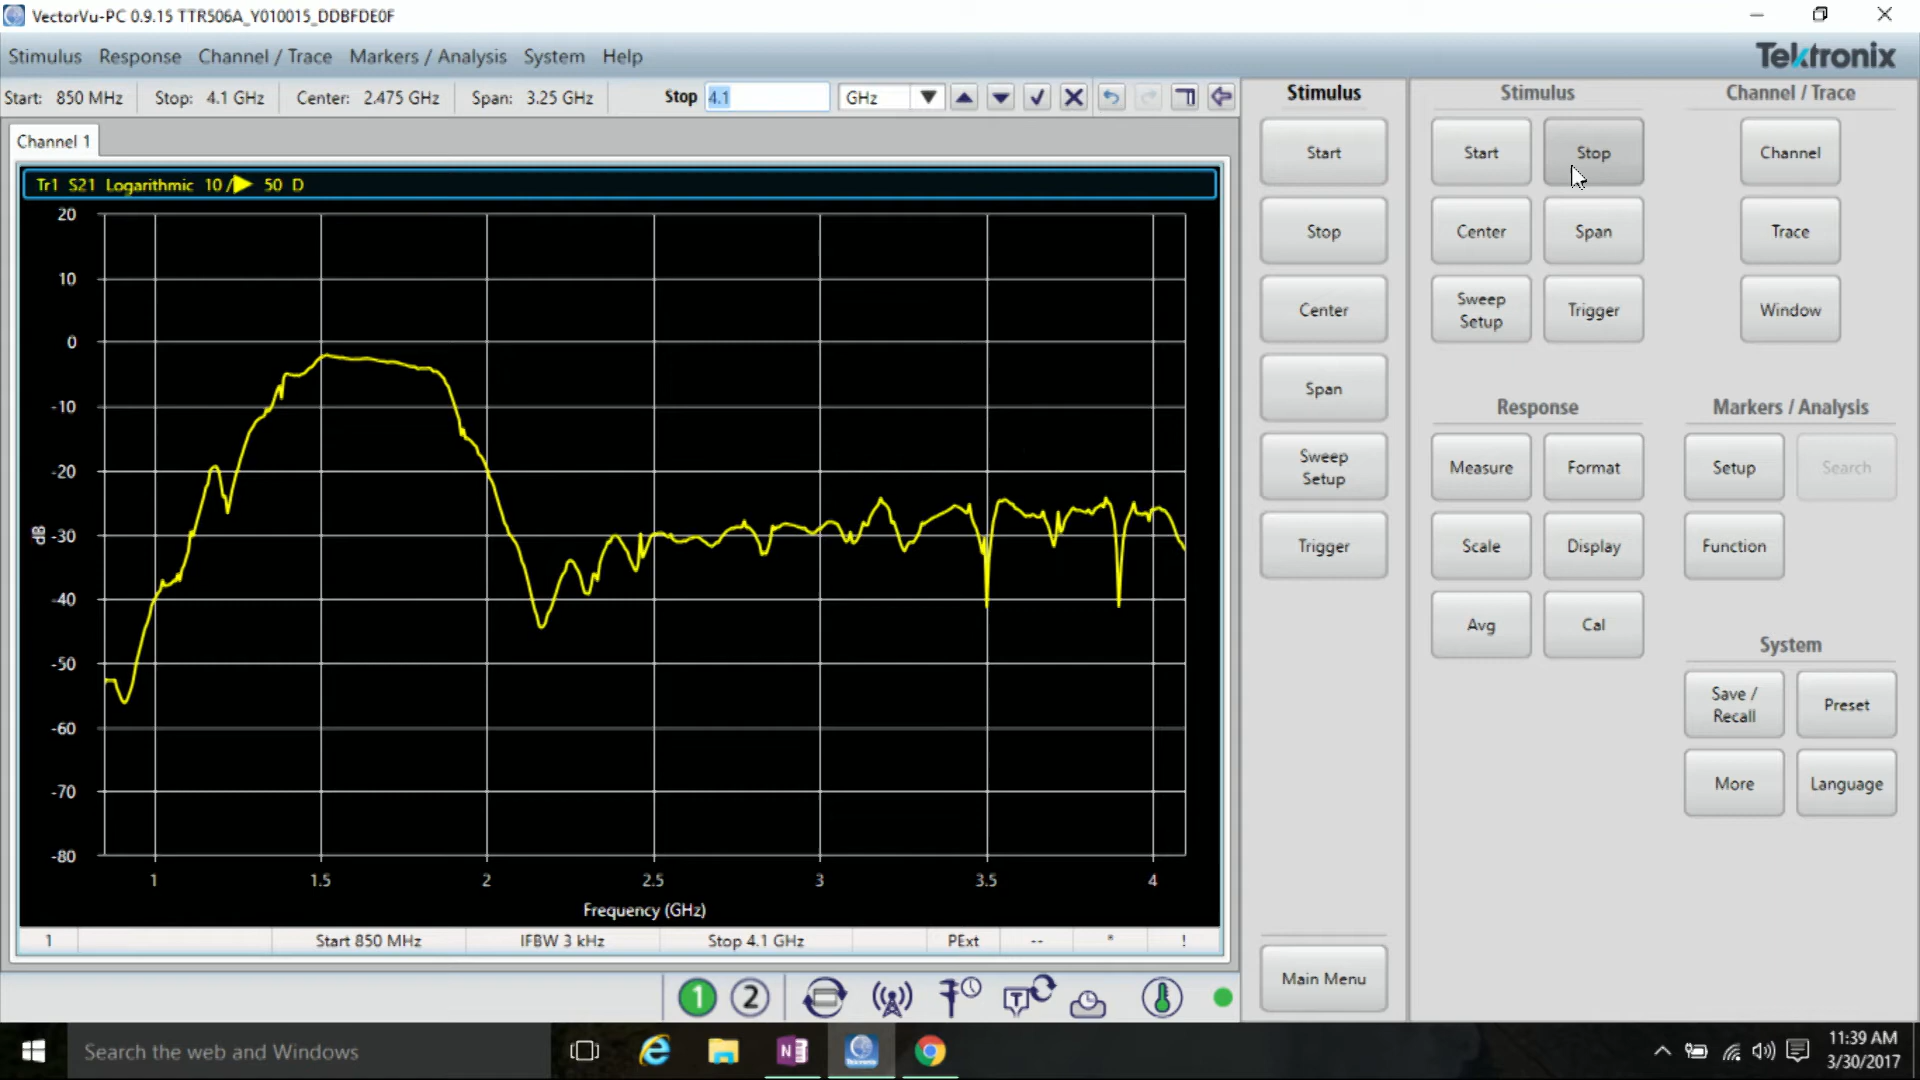 VectorVu-PC 0.9.15 TTR506A_Y010015_DDBFDE0F
Stimulus Response Channel / Trace Markers / Analysis System Help
Tektronix
Start: 850 MHz Stop: 4.1 GHz Center: 2.475 GHz Span: 3.25 GHz Stop 4.1 GHz
Channel 1
Tr1 S21 Logarithmic 10 / 50 D
20
10
0
-10
-20
-30
-40
-50
-60
-70
-80
dB
1 1.5 2 2.5 3 3.5 4
Frequency (GHz)
1 Start 850 MHz IFBW 3 kHz Stop 4.1 GHz PExt -- * !
1 2
T
Stimulus
Start
Stop
Center
Span
Sweep
Setup
Trigger
Main Menu
Stimulus
Start Stop
Center Span
Sweep
Setup
Trigger
Response
Measure Format
Scale Display
Avg Cal
Channel / Trace
Channel
Trace
Window
Markers / Analysis
Setup Search
Function
System
Save /
Recall
Preset
More Language
Search the web and Windows
N
Tektronix
11:39 AM
3/30/2017